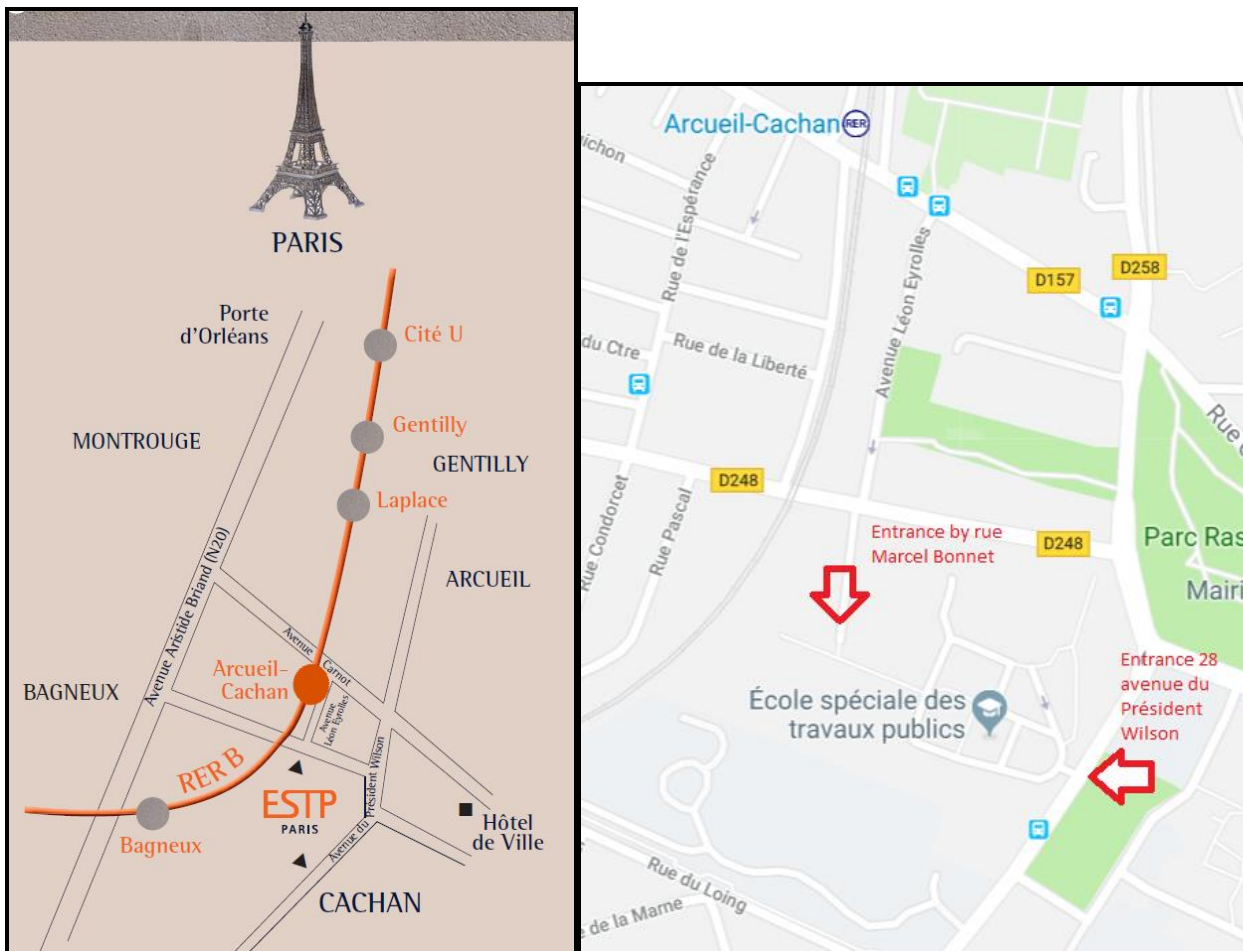 PARIS
Porte
d'Orléans
Cité U
MONTROUGE
Gentilly
GENTILLY
Laplace
Avenue Aristide Briand (N20)
ARCUEIL
Avenue Carnot
Arcueil-
Cachan
BAGNEUX
Avenue
Léon Eyrolles
RER B
Avenue du Président Wilson
ESTP
PARIS
Bagneux
Hôtel
de Ville
CACHAN
Arcueil-Cachan RER
ichon
Rue de l'Espérance
Avenue Léon Eyrolles
D157
D258
du Ctre
Rue de la Liberté
Rue d
D248
Rue Condorcet
Rue Pascal
Entrance by rue
Marcel Bonnet
D248
Parc Ras
Mairi
Entrance 28
avenue du
Président
Wilson
École spéciale des
travaux publics
Rue du Loing
e de la Marne